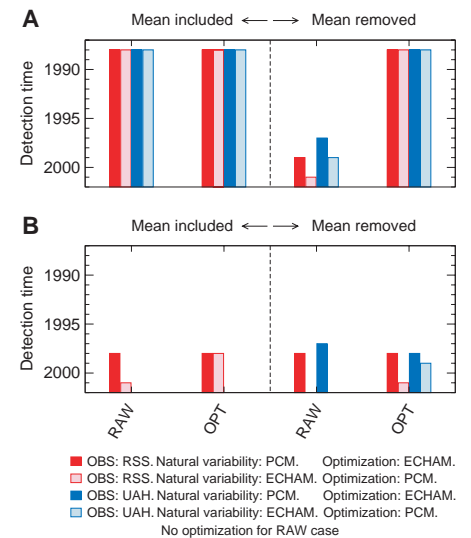 A
Mean included ← → Mean removed
Detection time
1990
1995
2000
B
Mean included ← → Mean removed
Detection time
1990
1995
2000
RAW
OPT
RAW
OPT
OBS: RSS. Natural variability: PCM. Optimization: ECHAM.
OBS: RSS. Natural variability: ECHAM. Optimization: PCM.
OBS: UAH. Natural variability: PCM. Optimization: ECHAM.
OBS: UAH. Natural variability: ECHAM. Optimization: PCM.
No optimization for RAW case